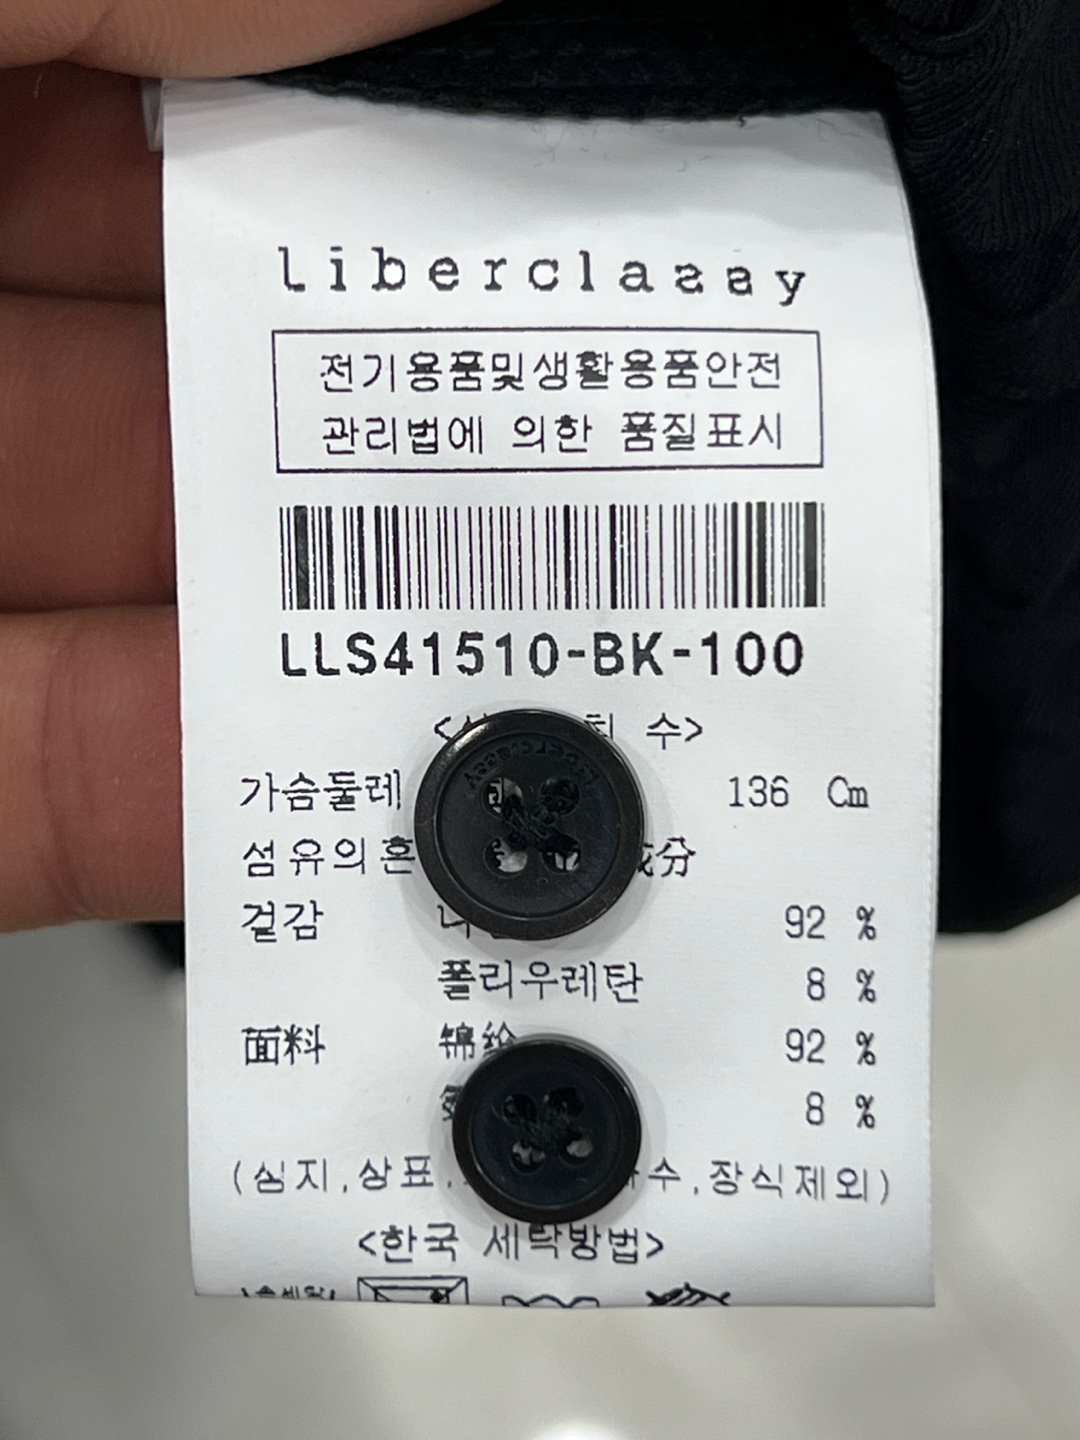 liberclassy
전기용품및생활용품안전
관리법에 의한 품질표시
LLS41510-BK-100
수>
가슴둘레 136 Cm
섬유의
겉감 92 %
폴리우레탄 8 %
面料 锦纶 92 %
8 %
(심지,상표, 장식제외)
<한국 세탁방법>